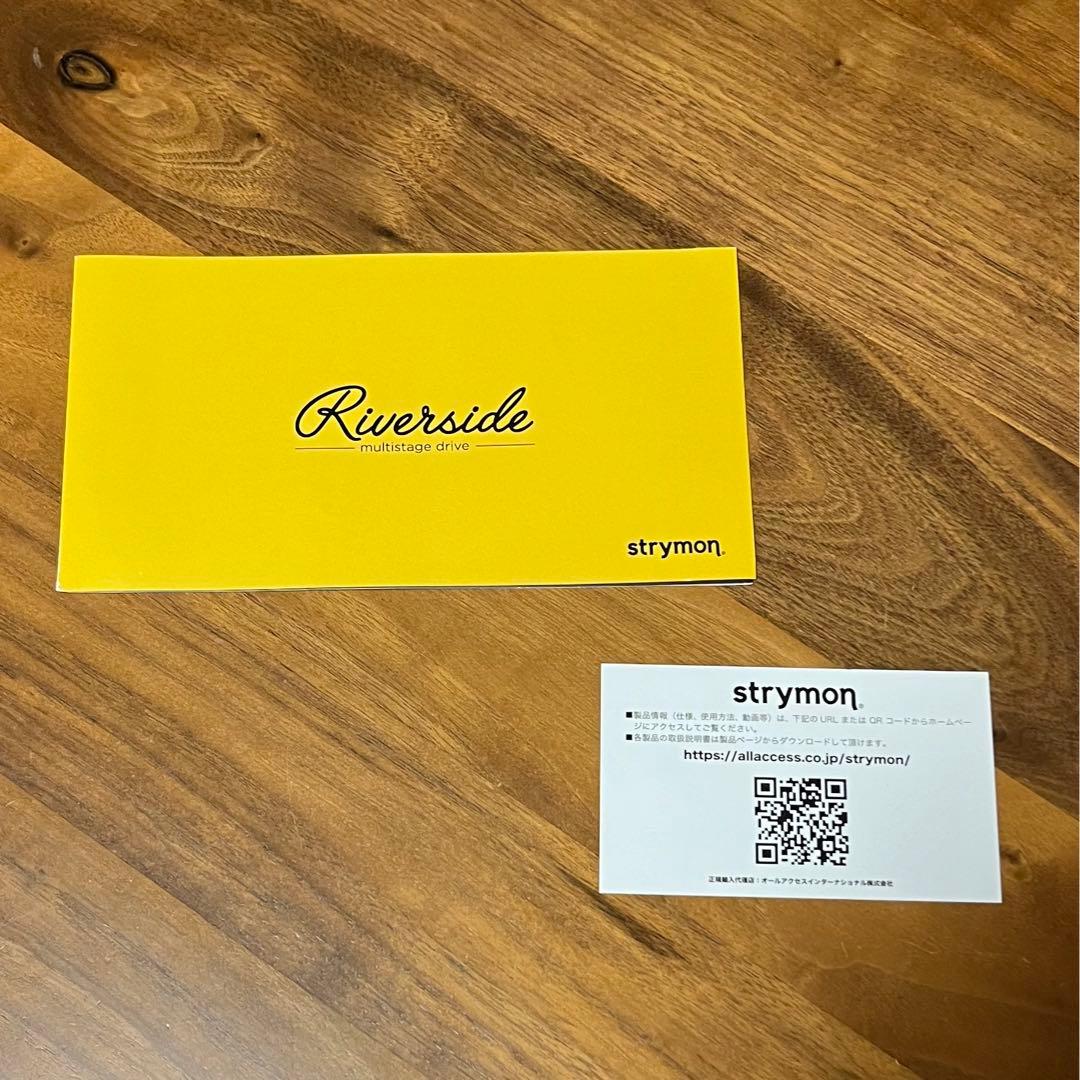 Riverside
multistage drive
strymon®
strymon®
■製品情報（仕様、使用方法、動画等）は、下記の URL または QR コードからホームペー
ジにアクセスしてご覧ください。
■各製品の取扱説明書は製品ページからダウンロードして頂けます。
https://allaccess.co.jp/strymon/
正規輸入代理店：オールアクセスインターナショナル株式会社